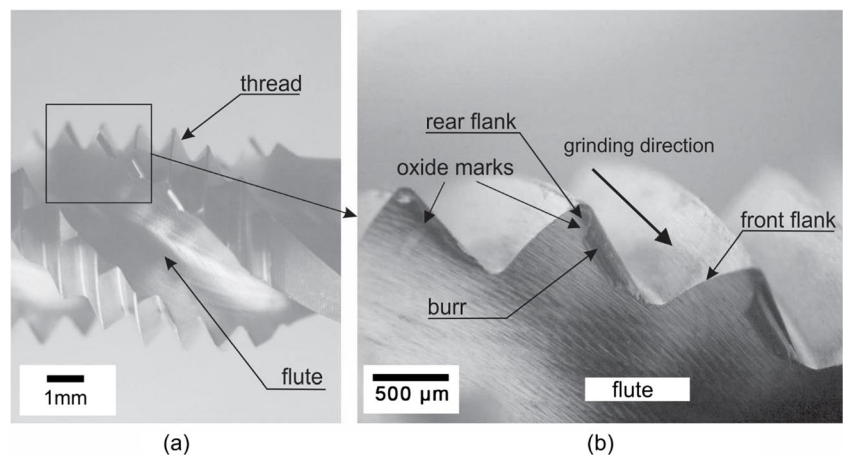 thread
flute
1mm
(a)
rear flank
oxide marks
grinding direction
front flank
burr
500 µm
flute
(b)